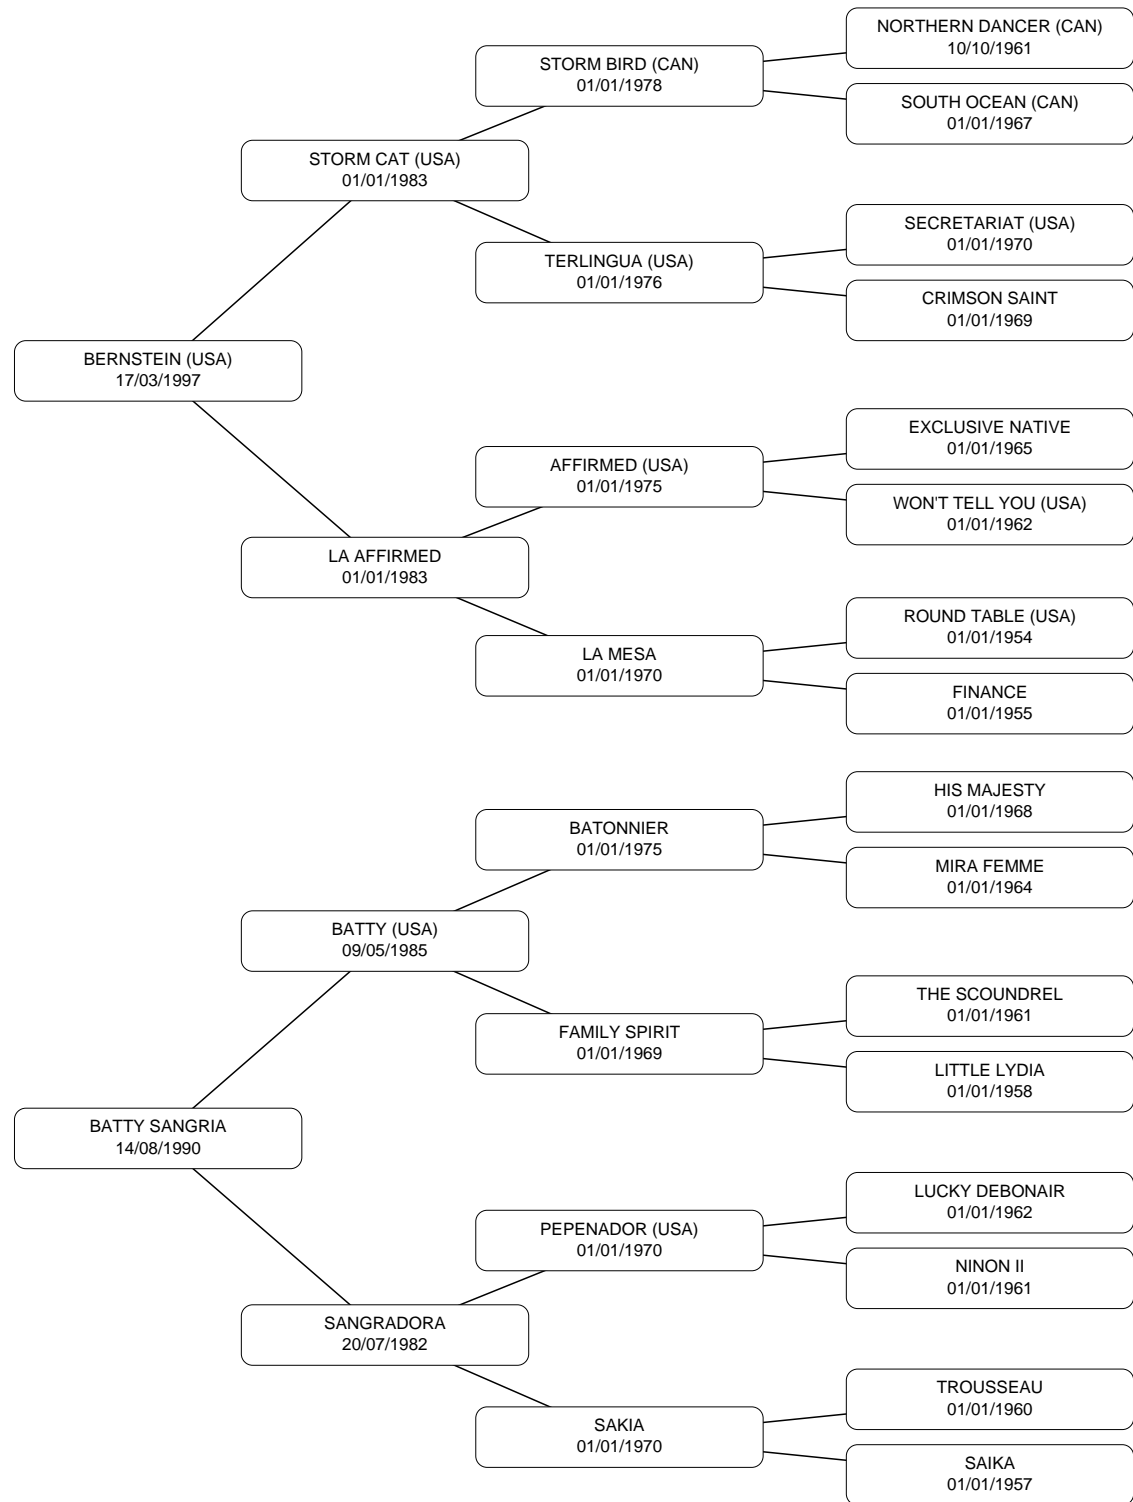 NORTHERN DANCER (CAN)
10/10/1961
STORM BIRD (CAN)
01/01/1978
SOUTH OCEAN (CAN)
01/01/1967
STORM CAT (USA)
01/01/1983
SECRETARIAT (USA)
01/01/1970
TERLINGUA (USA)
01/01/1976
CRIMSON SAINT
01/01/1969
BERNSTEIN (USA)
17/03/1997
EXCLUSIVE NATIVE
01/01/1965
AFFIRMED (USA)
01/01/1975
WON'T TELL YOU (USA)
01/01/1962
LA AFFIRMED
01/01/1983
ROUND TABLE (USA)
01/01/1954
LA MESA
01/01/1970
FINANCE
01/01/1955
HIS MAJESTY
01/01/1968
BATONNIER
01/01/1975
MIRA FEMME
01/01/1964
BATTY (USA)
09/05/1985
THE SCOUNDREL
01/01/1961
FAMILY SPIRIT
01/01/1969
LITTLE LYDIA
01/01/1958
BATTY SANGRIA
14/08/1990
LUCKY DEBONAIR
01/01/1962
PEPENADOR (USA)
01/01/1970
NINON II
01/01/1961
SANGRADORA
20/07/1982
TROUSSEAU
01/01/1960
SAKIA
01/01/1970
SAIKA
01/01/1957